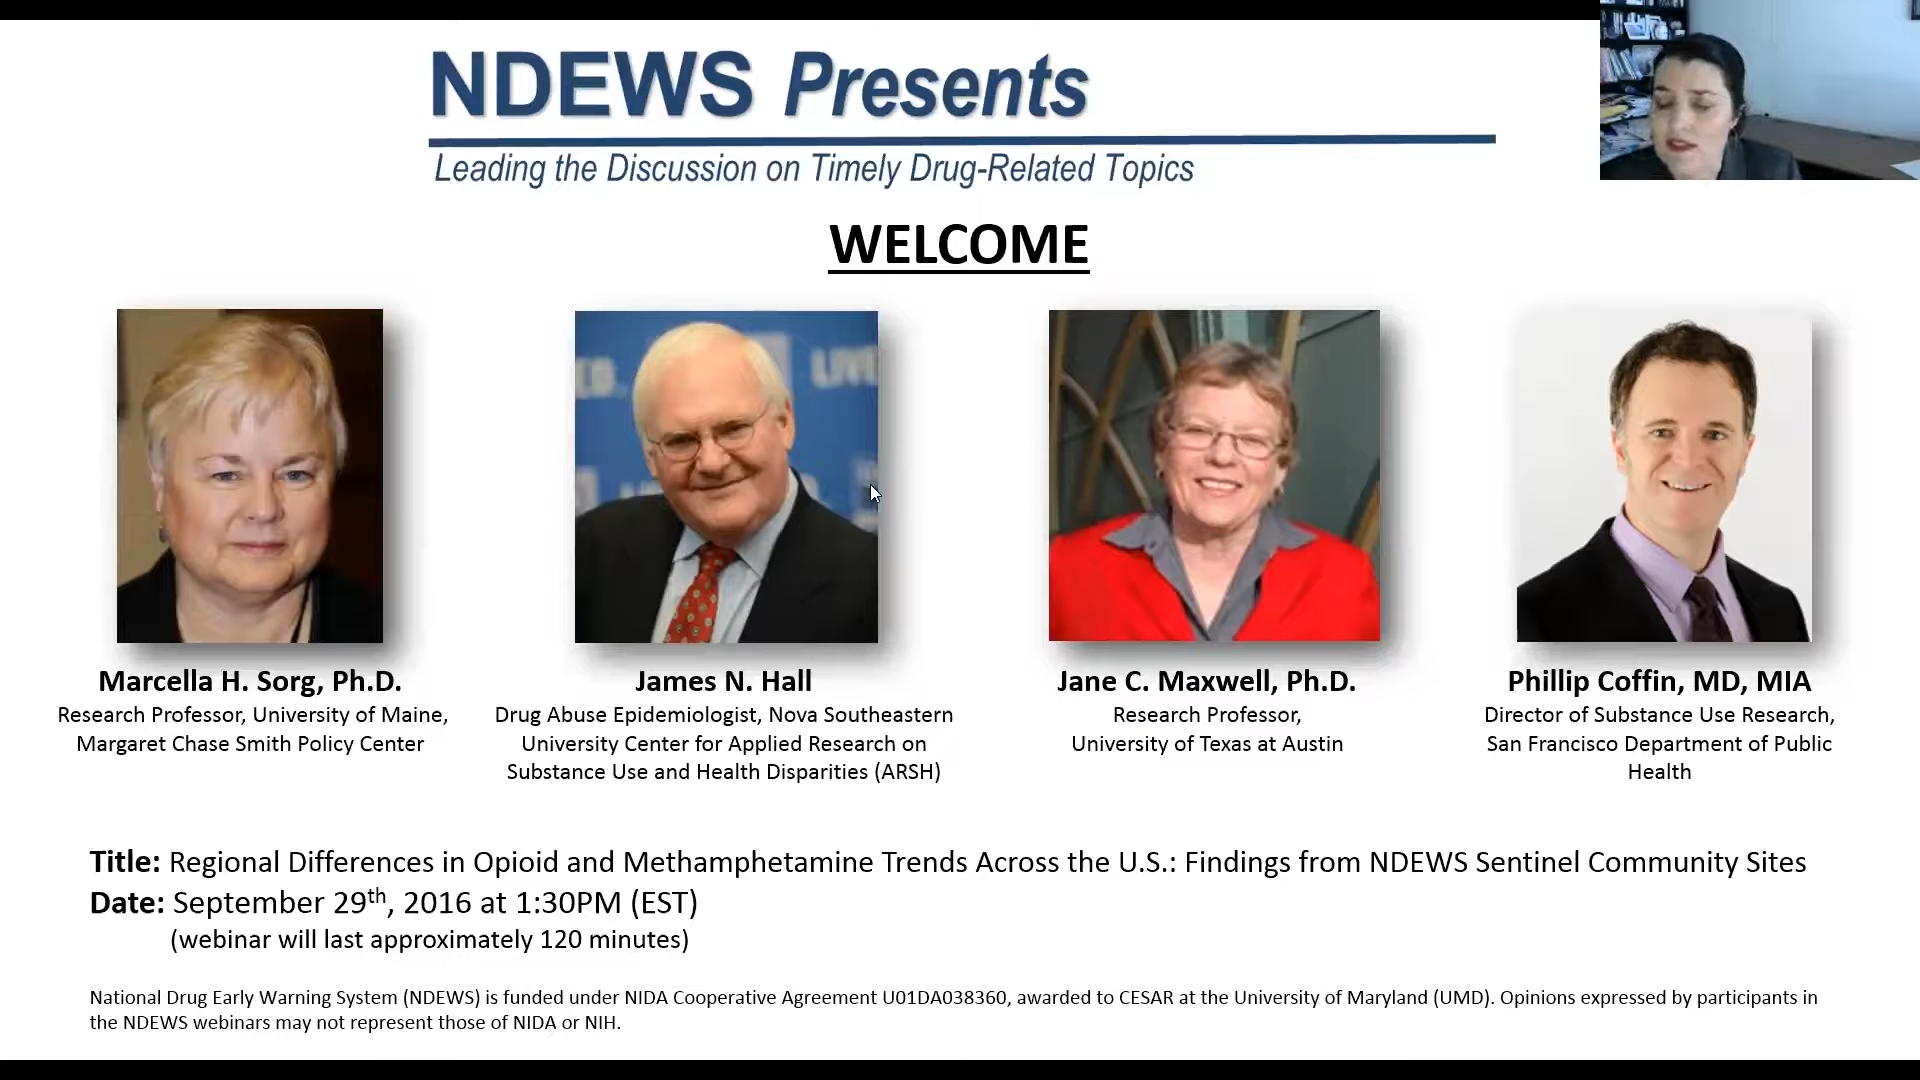 NDEWS Presents
Leading the Discussion on Timely Drug-Related Topics
WELCOME
Marcella H. Sorg, Ph.D.
Research Professor, University of Maine,
Margaret Chase Smith Policy Center
James N. Hall
Drug Abuse Epidemiologist, Nova Southeastern
University Center for Applied Research on
Substance Use and Health Disparities (ARSH)
Jane C. Maxwell, Ph.D.
Research Professor,
University of Texas at Austin
Phillip Coffin, MD, MIA
Director of Substance Use Research,
San Francisco Department of Public
Health
Title: Regional Differences in Opioid and Methamphetamine Trends Across the U.S.: Findings from NDEWS Sentinel Community Sites
Date: September 29th, 2016 at 1:30PM (EST)
(webinar will last approximately 120 minutes)
National Drug Early Warning System (NDEWS) is funded under NIDA Cooperative Agreement U01DA038360, awarded to CESAR at the University of Maryland (UMD). Opinions expressed by participants in
the NDEWS webinars may not represent those of NIDA or NIH.